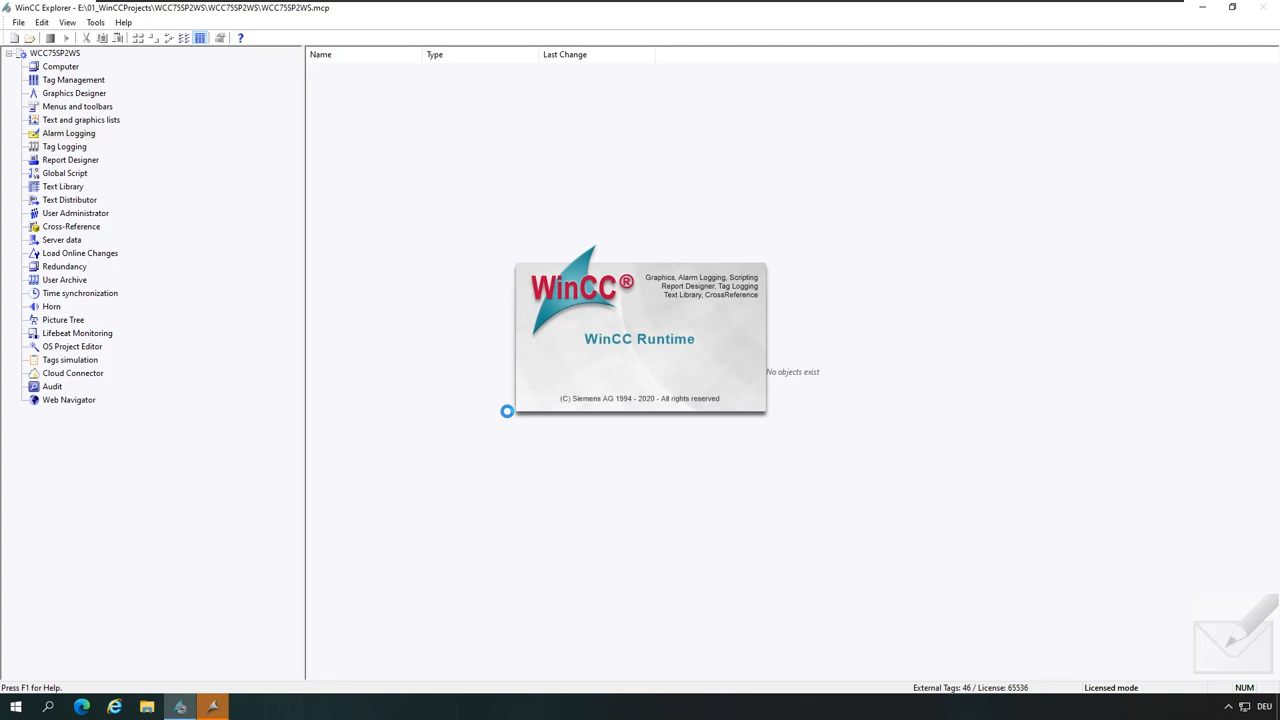 WinCC Explorer - E:\01_WinCCProjects\WCC75SP2WS\WCC75SP2WS\WCC75SP2WS.mcp
File Edit View Tools Help
WCC75SP2WS
Computer
Tag Management
Graphics Designer
Menus and toolbars
Text and graphics lists
Alarm Logging
Tag Logging
Report Designer
Global Script
Text Library
Text Distributor
User Administrator
Cross-Reference
Server data
Load Online Changes
Redundancy
User Archive
Time synchronization
Horn
Picture Tree
Lifebeat Monitoring
OS Project Editor
Tags simulation
Cloud Connector
Audit
Web Navigator
Name Type Last Change
WinCC®
Graphics, Alarm Logging, Scripting
Report Designer, Tag Logging
Text Library, CrossReference
WinCC Runtime
No objects exist
(C) Siemens AG 1994 - 2020 - All rights reserved
Press F1 for Help. External Tags: 46 / License: 65536 Licensed mode NUM
DEU